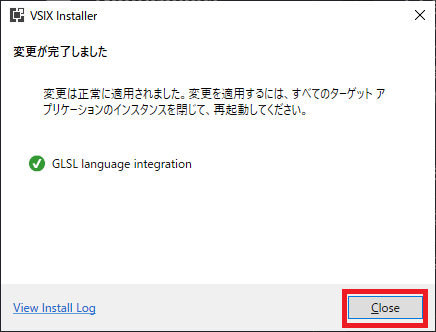 VSIX Installer
変更が完了しました
変更は正常に適用されました。変更を適用するには、すべてのターゲット ア
プリケーションのインスタンスを閉じて、再起動してください。
GLSL language integration
View Install Log
Close